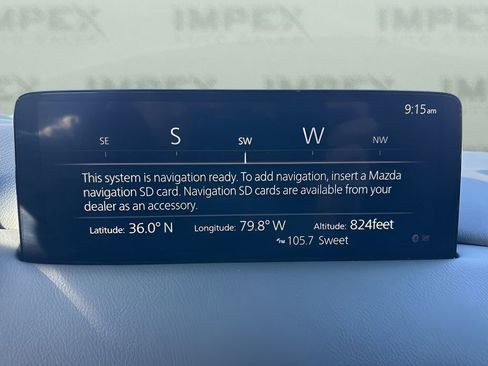 IMPEX IMPEX IMPEX
9:15am
SE S SW W NW
This system is navigation ready. To add navigation, insert a Mazda
navigation SD card. Navigation SD cards are available from your
dealer as an accessory.
Latitude: 36.0° N Longitude: 79.8° W Altitude: 824feet
105.7 Sweet